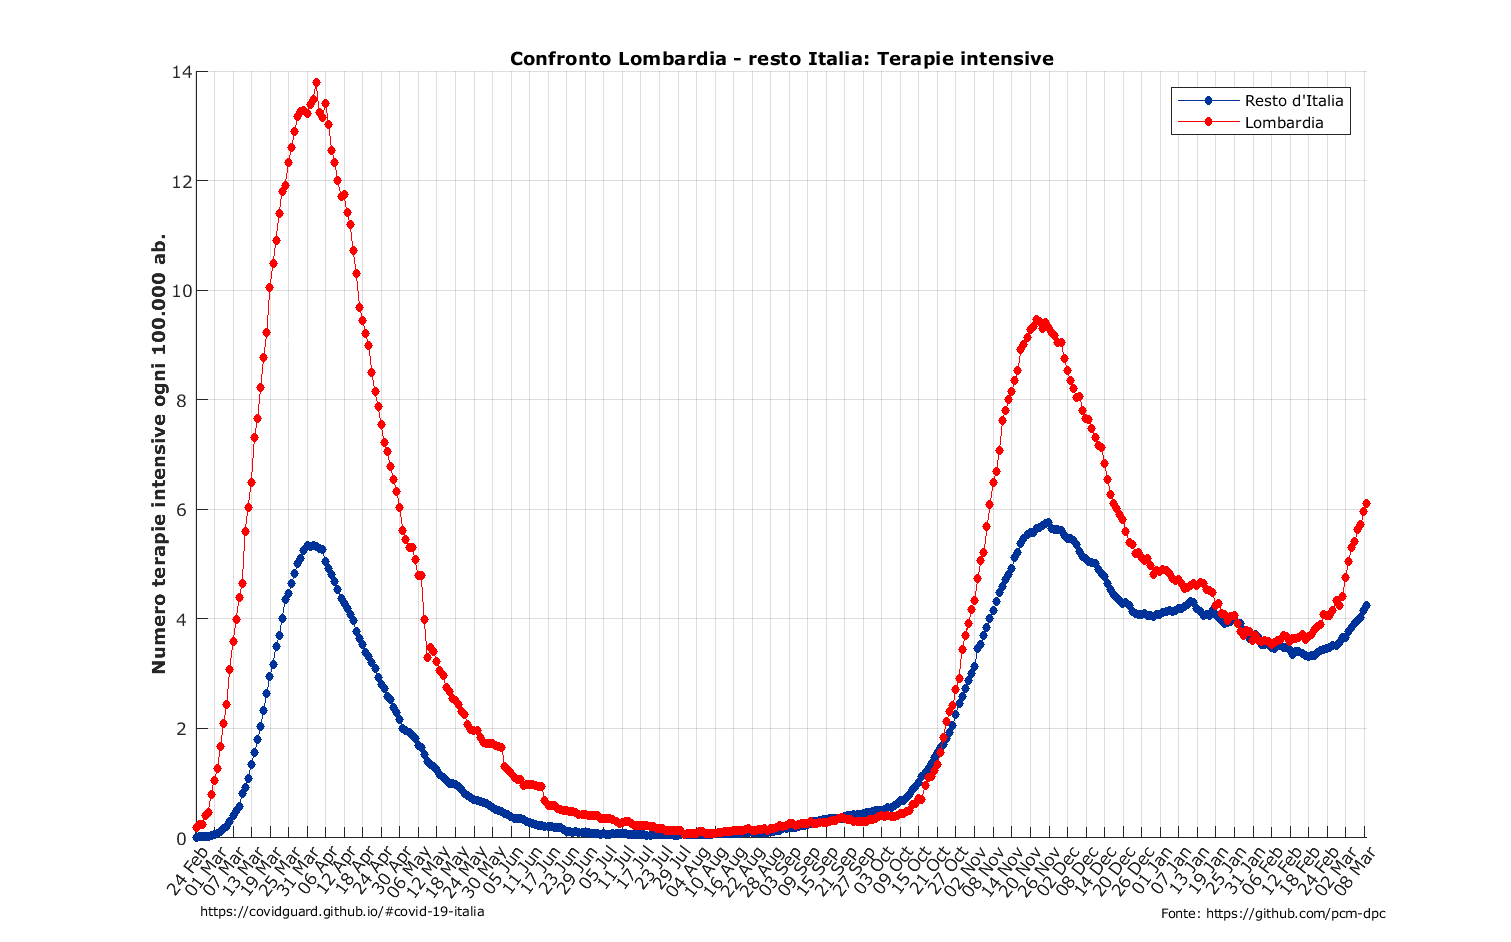 Confronto Lombardia - resto Italia: Terapie intensive
Resto d'Italia
Lombardia
Numero terapie intensive ogni 100.000 ab.
14
12
10
8
6
4
2
0
24 Feb
01 Mar
07 Mar
13 Mar
19 Mar
25 Mar
31 Mar
06 Apr
12 Apr
18 Apr
24 Apr
30 Apr
06 May
12 May
18 May
24 May
30 May
05 Jun
11 Jun
17 Jun
23 Jun
29 Jun
05 Jul
11 Jul
17 Jul
23 Jul
29 Jul
04 Aug
10 Aug
16 Aug
22 Aug
28 Aug
03 Sep
09 Sep
15 Sep
21 Sep
27 Sep
03 Oct
09 Oct
15 Oct
21 Oct
27 Oct
02 Nov
08 Nov
14 Nov
20 Nov
26 Nov
02 Dec
08 Dec
14 Dec
20 Dec
26 Dec
01 Jan
07 Jan
13 Jan
19 Jan
25 Jan
31 Jan
06 Feb
12 Feb
18 Feb
24 Feb
02 Mar
08 Mar
https://covidguard.github.io/#covid-19-italia
Fonte: https://github.com/pcm-dpc